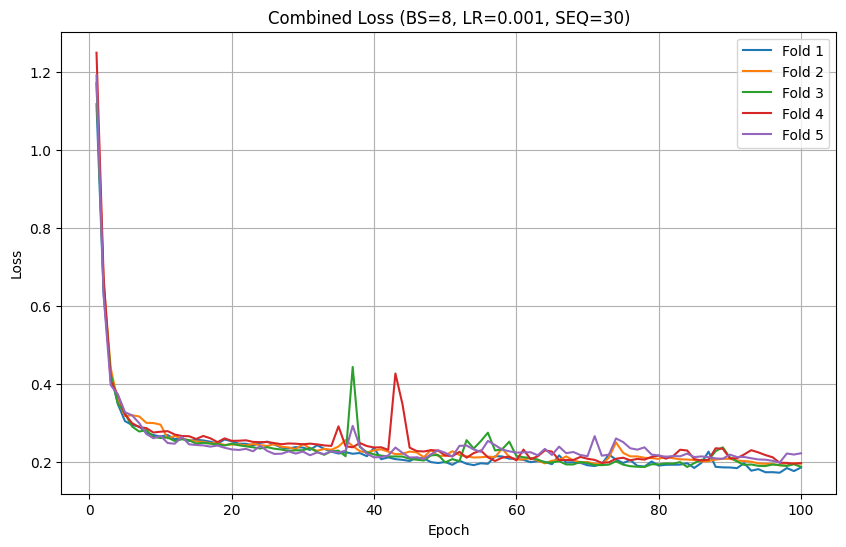 Combined Loss (BS=8, LR=0.001, SEQ=30)
Fold 1
Fold 2
Fold 3
Fold 4
Fold 5
Loss
1.2
1.0
0.8
0.6
0.4
0.2
0 20 40 60 80 100
Epoch